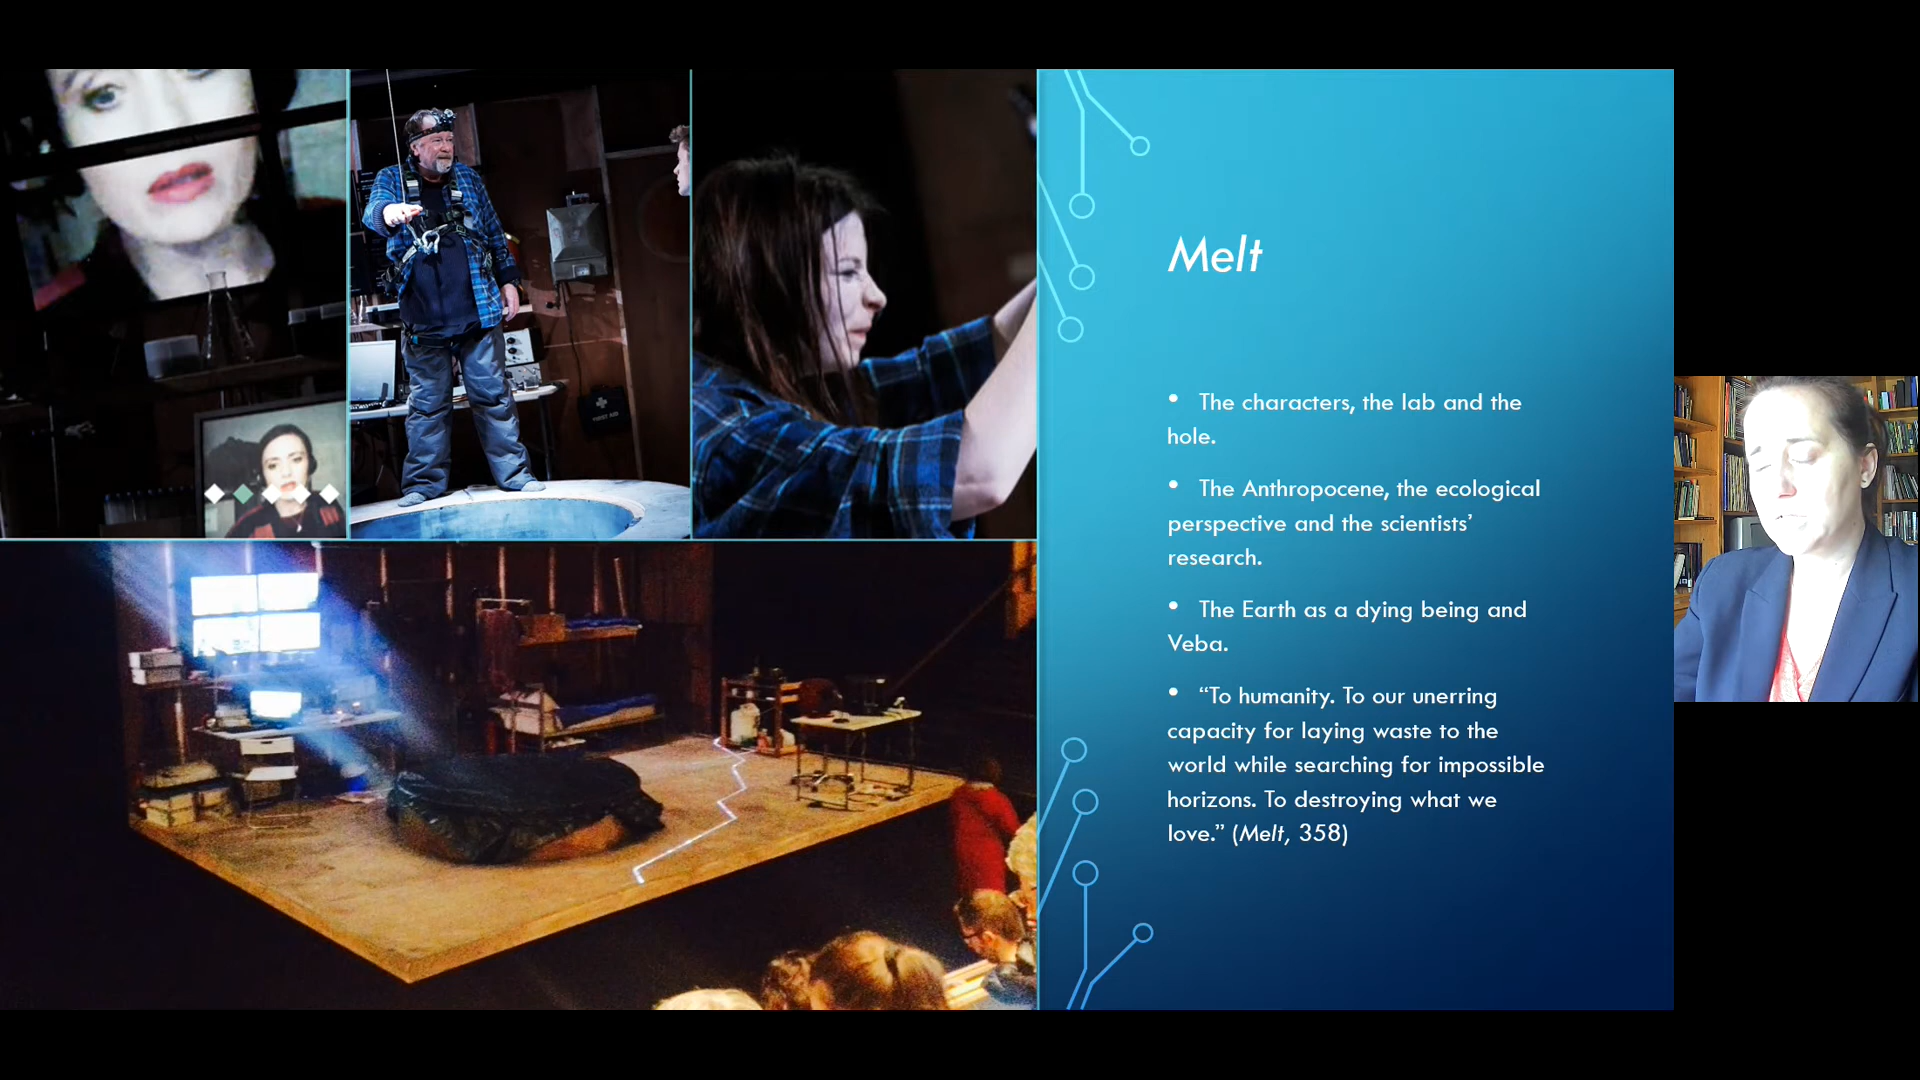 FIRST AID
Melt
• The characters, the lab and the
hole.
• The Anthropocene, the ecological
perspective and the scientists’
research.
• The Earth as a dying being and
Veba.
• “To humanity. To our unerring
capacity for laying waste to the
world while searching for impossible
horizons. To destroying what we
love.” (Melt, 358)